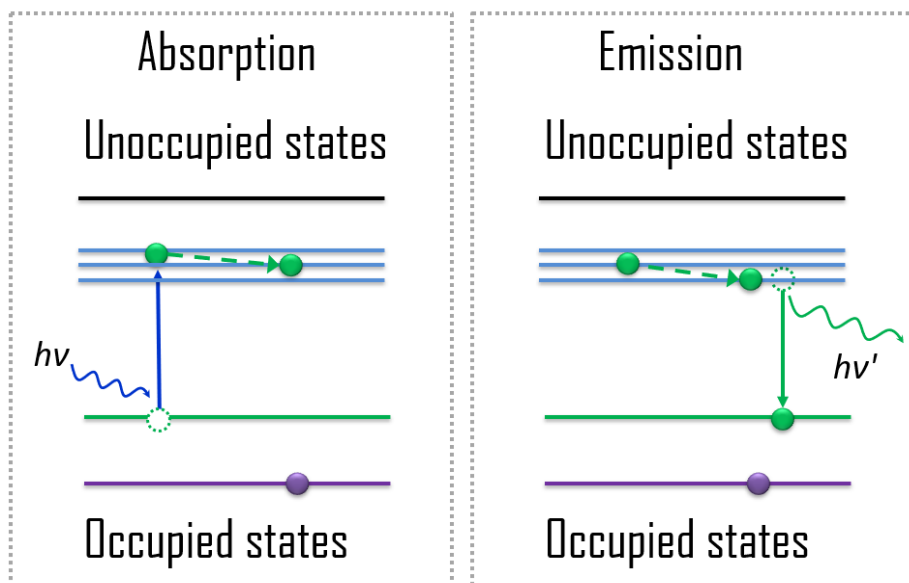 Absorption
Unoccupied states
hν
Occupied states
Emission
Unoccupied states
hν'
Occupied states